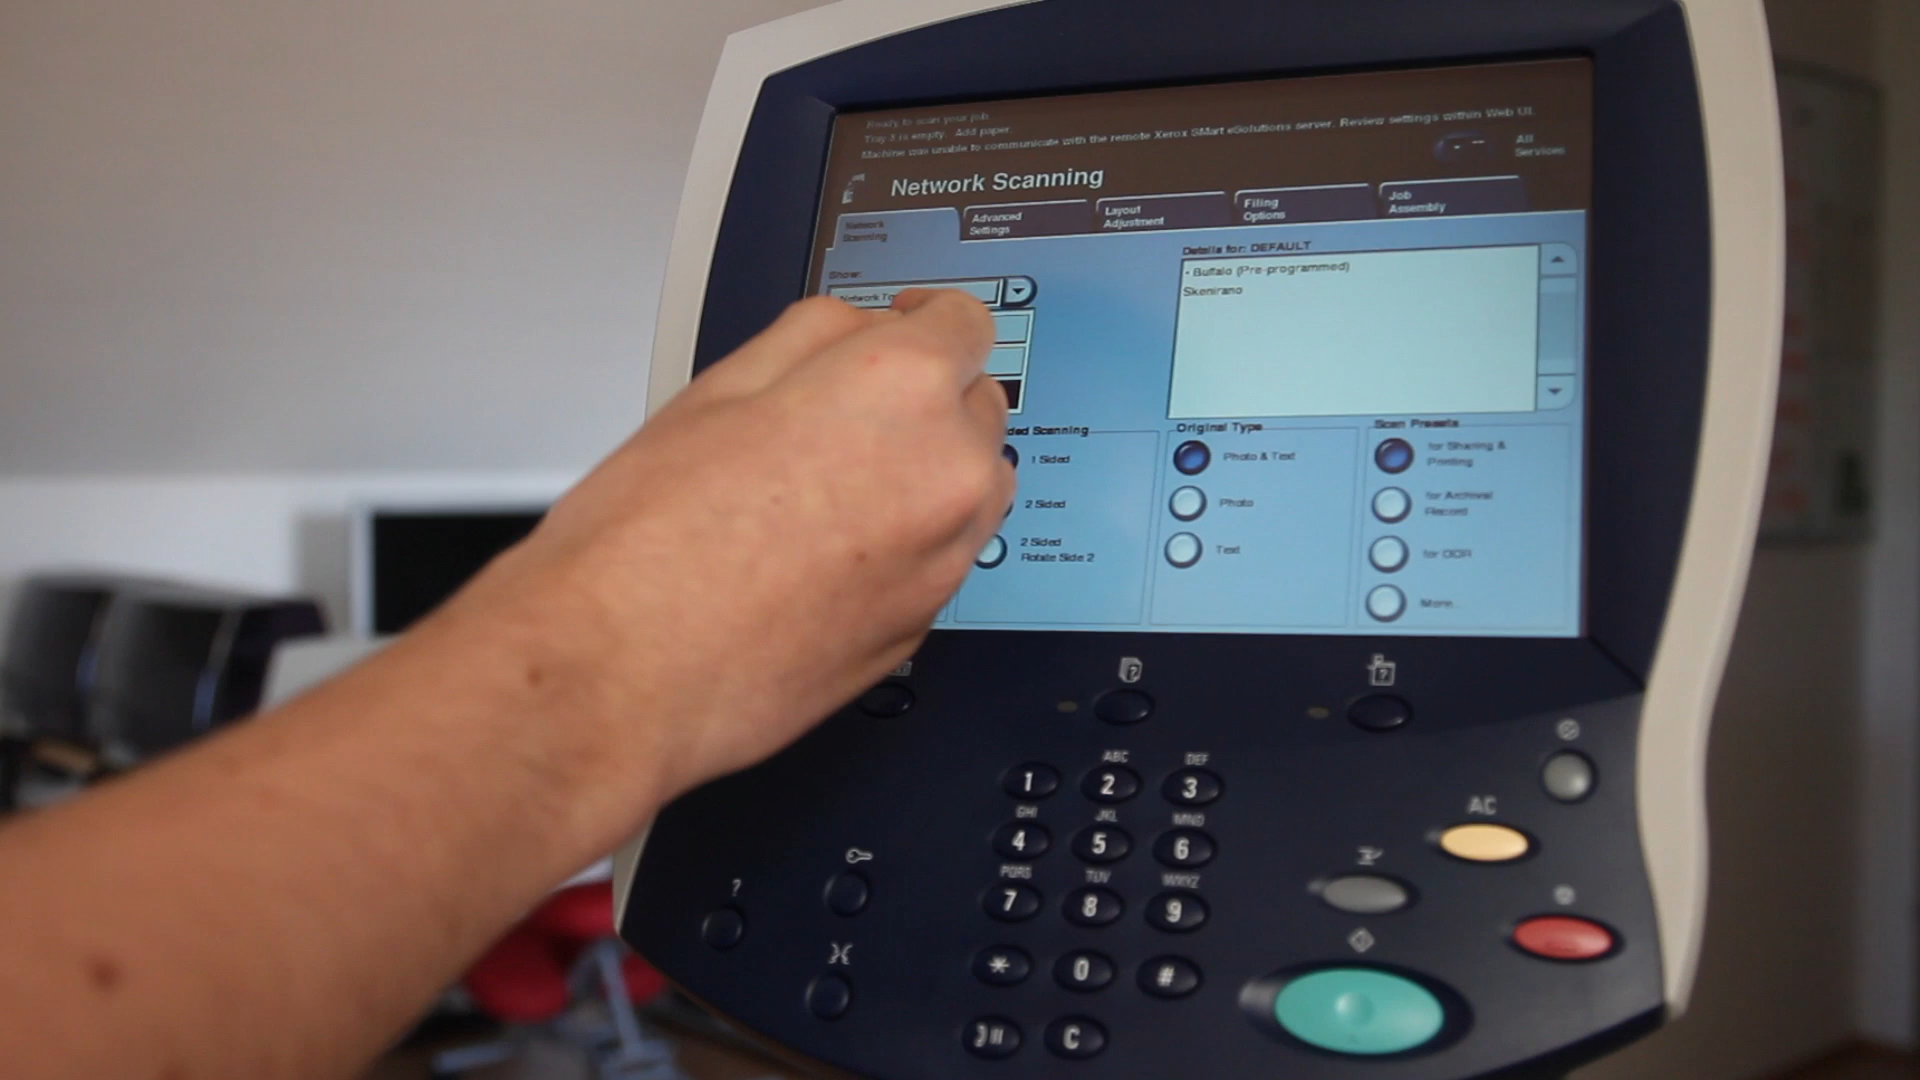 Ready to scan your job
Tray 3 is empty. Add paper.
Machine was unable to communicate with the remote Xerox SMart eSolutions server. Review settings within Web UI.
All
Services
Network Scanning
Network
Scanning
Advanced
Settings
Layout
Adjustment
Filing
Options
Job
Assembly
Show:
Network
Details for: DEFAULT
- Buffalo (Pre-programmed)
Skenirano
Scanning
1 Sided
2 Sided
2 Sided
Rotate Side 2
Original Type
Photo & Text
Photo
Text
Scan Presets
for Sharing &
Printing
for Archival
Record
for OCR
More...
ABC
DEF
1
2
3
GHI
JKL
MNO
4
5
6
PQRS
TUV
WXYZ
7
8
9
*
0
#
C
AC
?